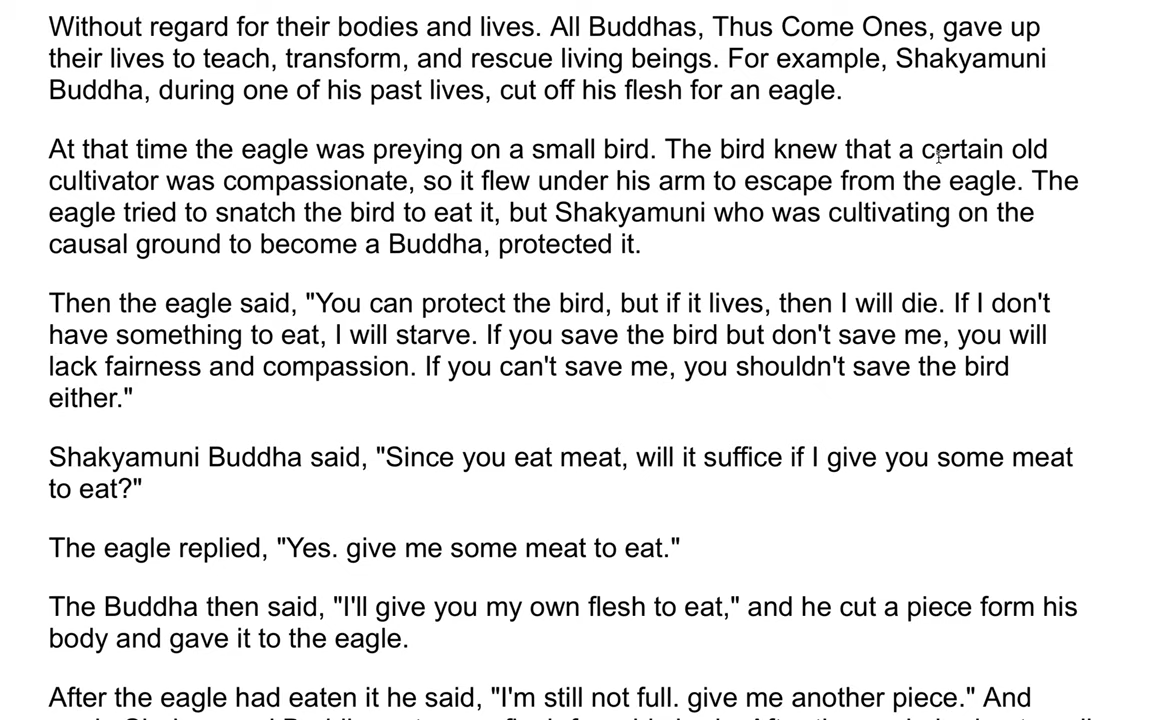 Without regard for their bodies and lives. All Buddhas, Thus Come Ones, gave up
their lives to teach, transform, and rescue living beings. For example, Shakyamuni
Buddha, during one of his past lives, cut off his flesh for an eagle.
At that time the eagle was preying on a small bird. The bird knew that a certain old
cultivator was compassionate, so it flew under his arm to escape from the eagle. The
eagle tried to snatch the bird to eat it, but Shakyamuni who was cultivating on the
causal ground to become a Buddha, protected it.
Then the eagle said, "You can protect the bird, but if it lives, then I will die. If I don't
have something to eat, I will starve. If you save the bird but don't save me, you will
lack fairness and compassion. If you can't save me, you shouldn't save the bird
either."
Shakyamuni Buddha said, "Since you eat meat, will it suffice if I give you some meat
to eat?"
The eagle replied, "Yes. give me some meat to eat."
The Buddha then said, "I'll give you my own flesh to eat," and he cut a piece form his
body and gave it to the eagle.
After the eagle had eaten it he said, "I'm still not full. give me another piece." And